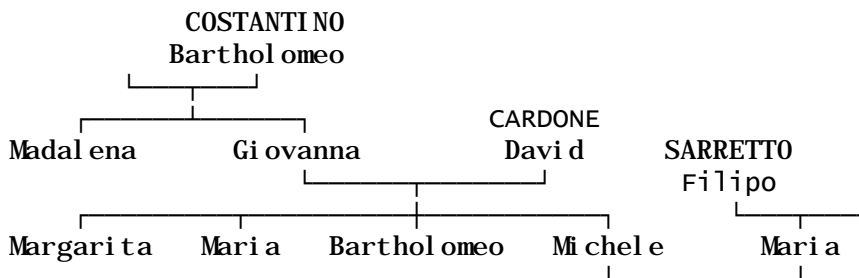 COSTANTINO
Bartholomeo
CARDONE
Madalena Giovanna David SARRETTO
Filipo
Margarita Maria Bartholomeo Michele Maria